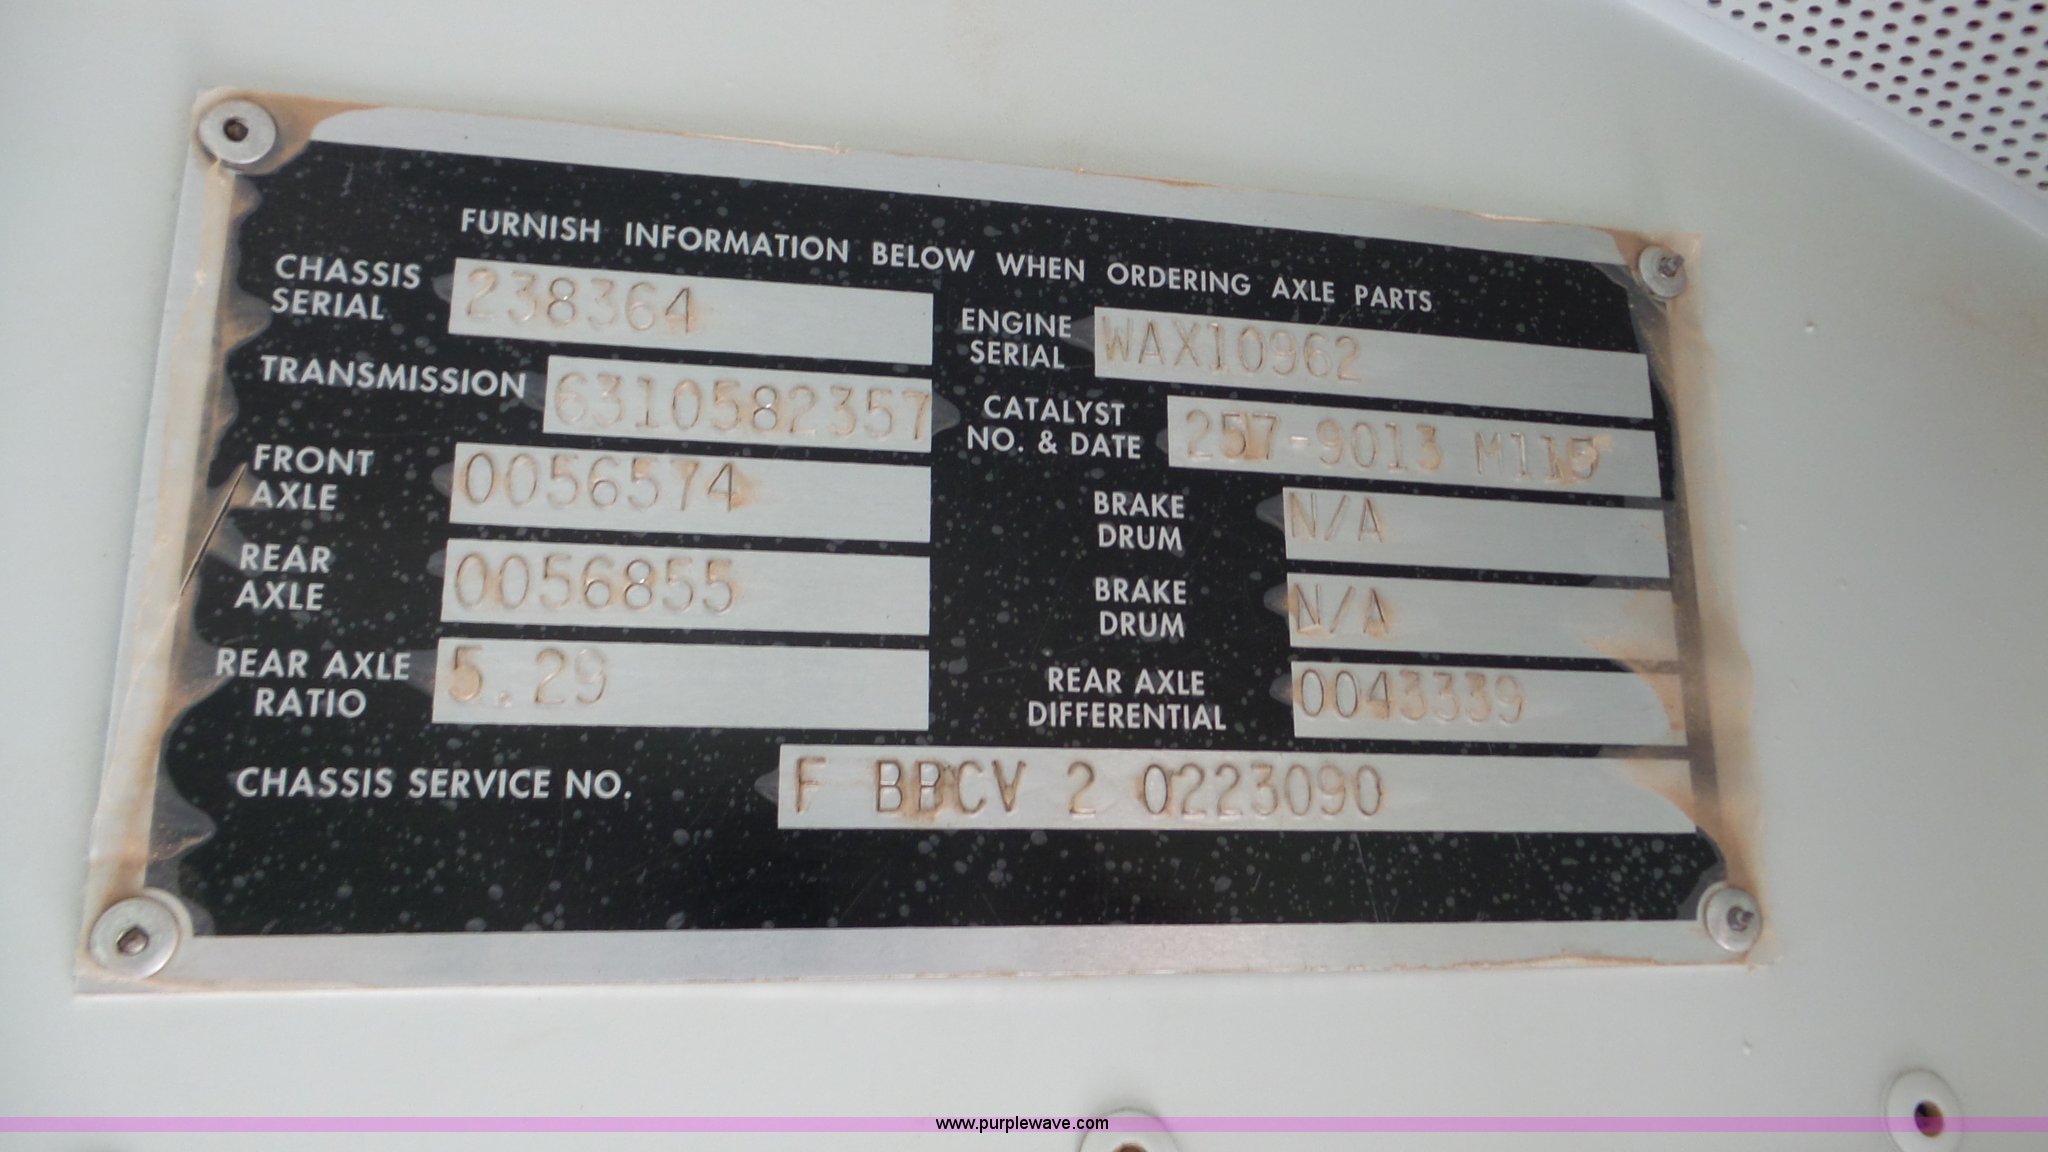 FURNISH INFORMATION BELOW WHEN ORDERING AXLE PARTS
CHASSIS SERIAL 238364
TRANSMISSION 6310582357
FRONT AXLE 0056574
REAR AXLE 0056855
REAR AXLE RATIO 5.29
ENGINE SERIAL WAX10962
CATALYST NO. & DATE 257-9013 M115
BRAKE DRUM N/A
BRAKE DRUM N/A
REAR AXLE DIFFERENTIAL 0043339
CHASSIS SERVICE NO. F BBCV 2 0223090
www.purplewave.com